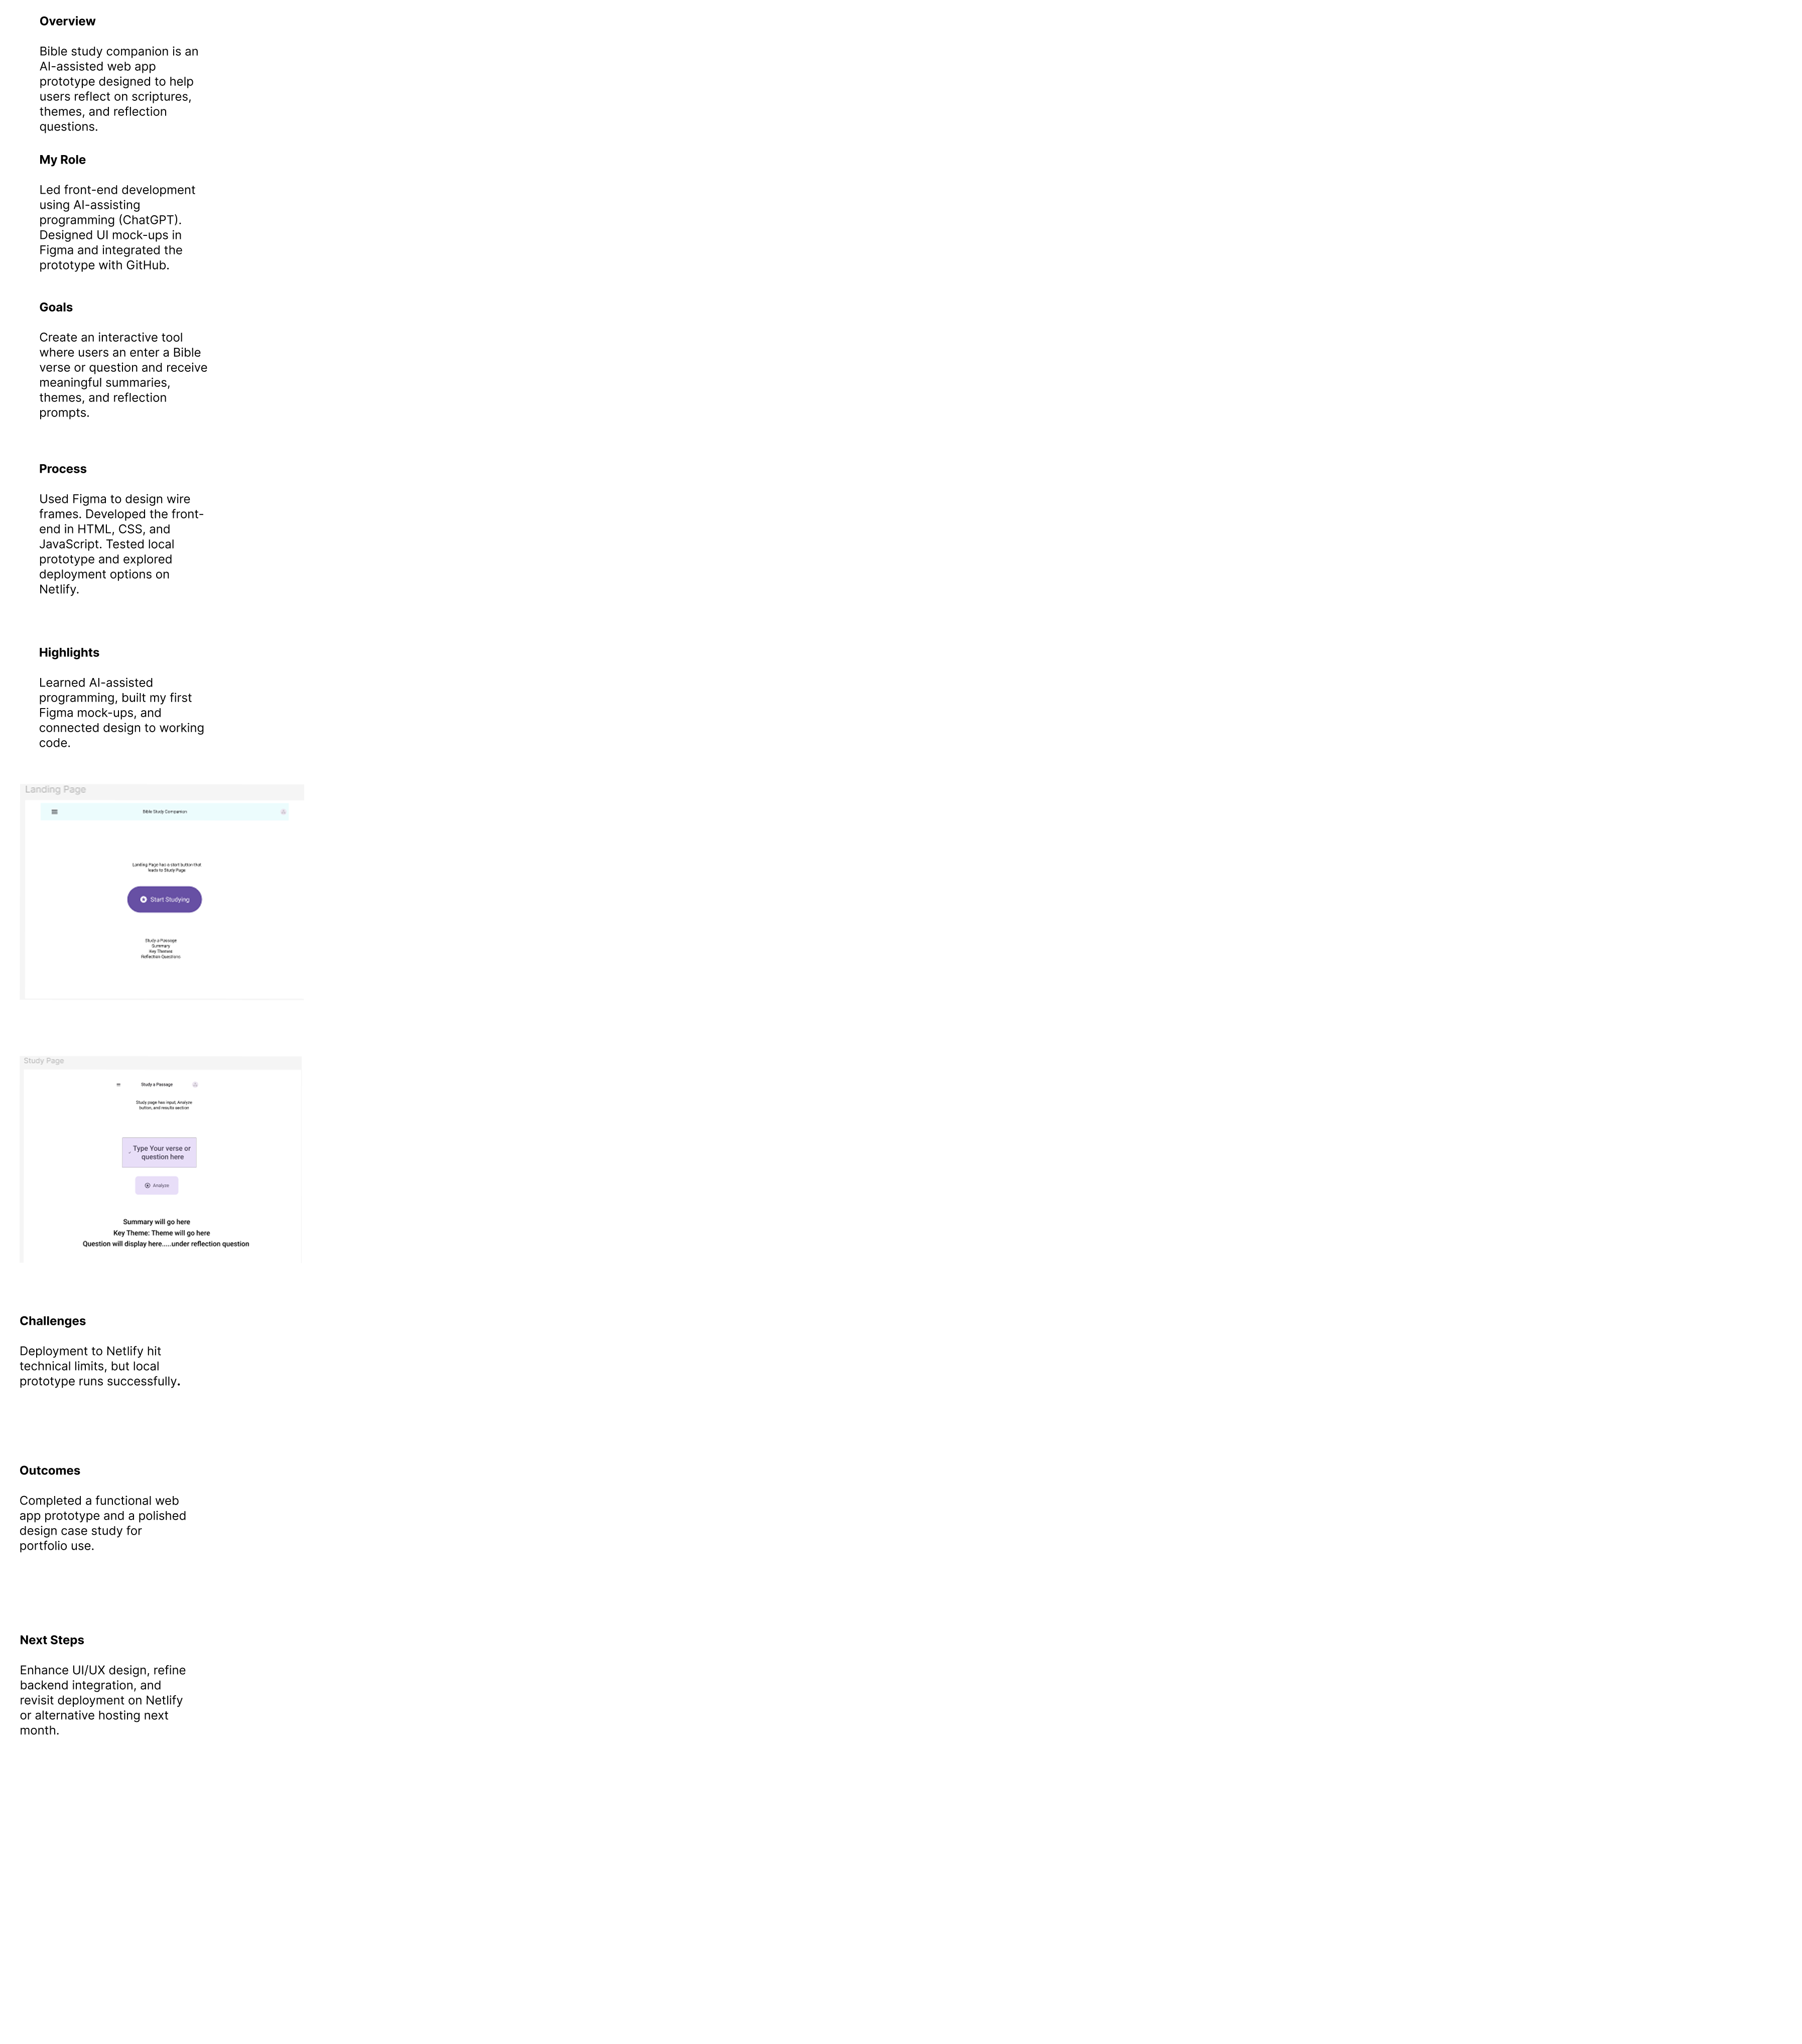 Overview
Bible study companion is an
AI-assisted web app
prototype designed to help
users reflect on scriptures,
themes, and reflection
questions.
My Role
Led front-end development
using AI-assisting
programming (ChatGPT).
Designed UI mock-ups in
Figma and integrated the
prototype with GitHub.
Goals
Create an interactive tool
where users an enter a Bible
verse or question and receive
meaningful summaries,
themes, and reflection
prompts.
Process
Used Figma to design wire
frames. Developed the front-
end in HTML, CSS, and
JavaScript. Tested local
prototype and explored
deployment options on
Netlify.
Highlights
Learned AI-assisted
programming, built my first
Figma mock-ups, and
connected design to working
code.
Landing Page
Bible Study Companion
Landing Page has a start button that
leads to Study Page
Start Studying
Study a Passage
Summary
Key Themes
Reflection Questions
Study Page
Study a Passage
Study page has input, Analyze
button, and results section
Type Your verse or
question here
Analyze
Summary will go here
Key Theme: Theme will go here
Question will display here.....under reflection question
Challenges
Deployment to Netlify hit
technical limits, but local
prototype runs successfully.
Outcomes
Completed a functional web
app prototype and a polished
design case study for
portfolio use.
Next Steps
Enhance UI/UX design, refine
backend integration, and
revisit deployment on Netlify
or alternative hosting next
month.